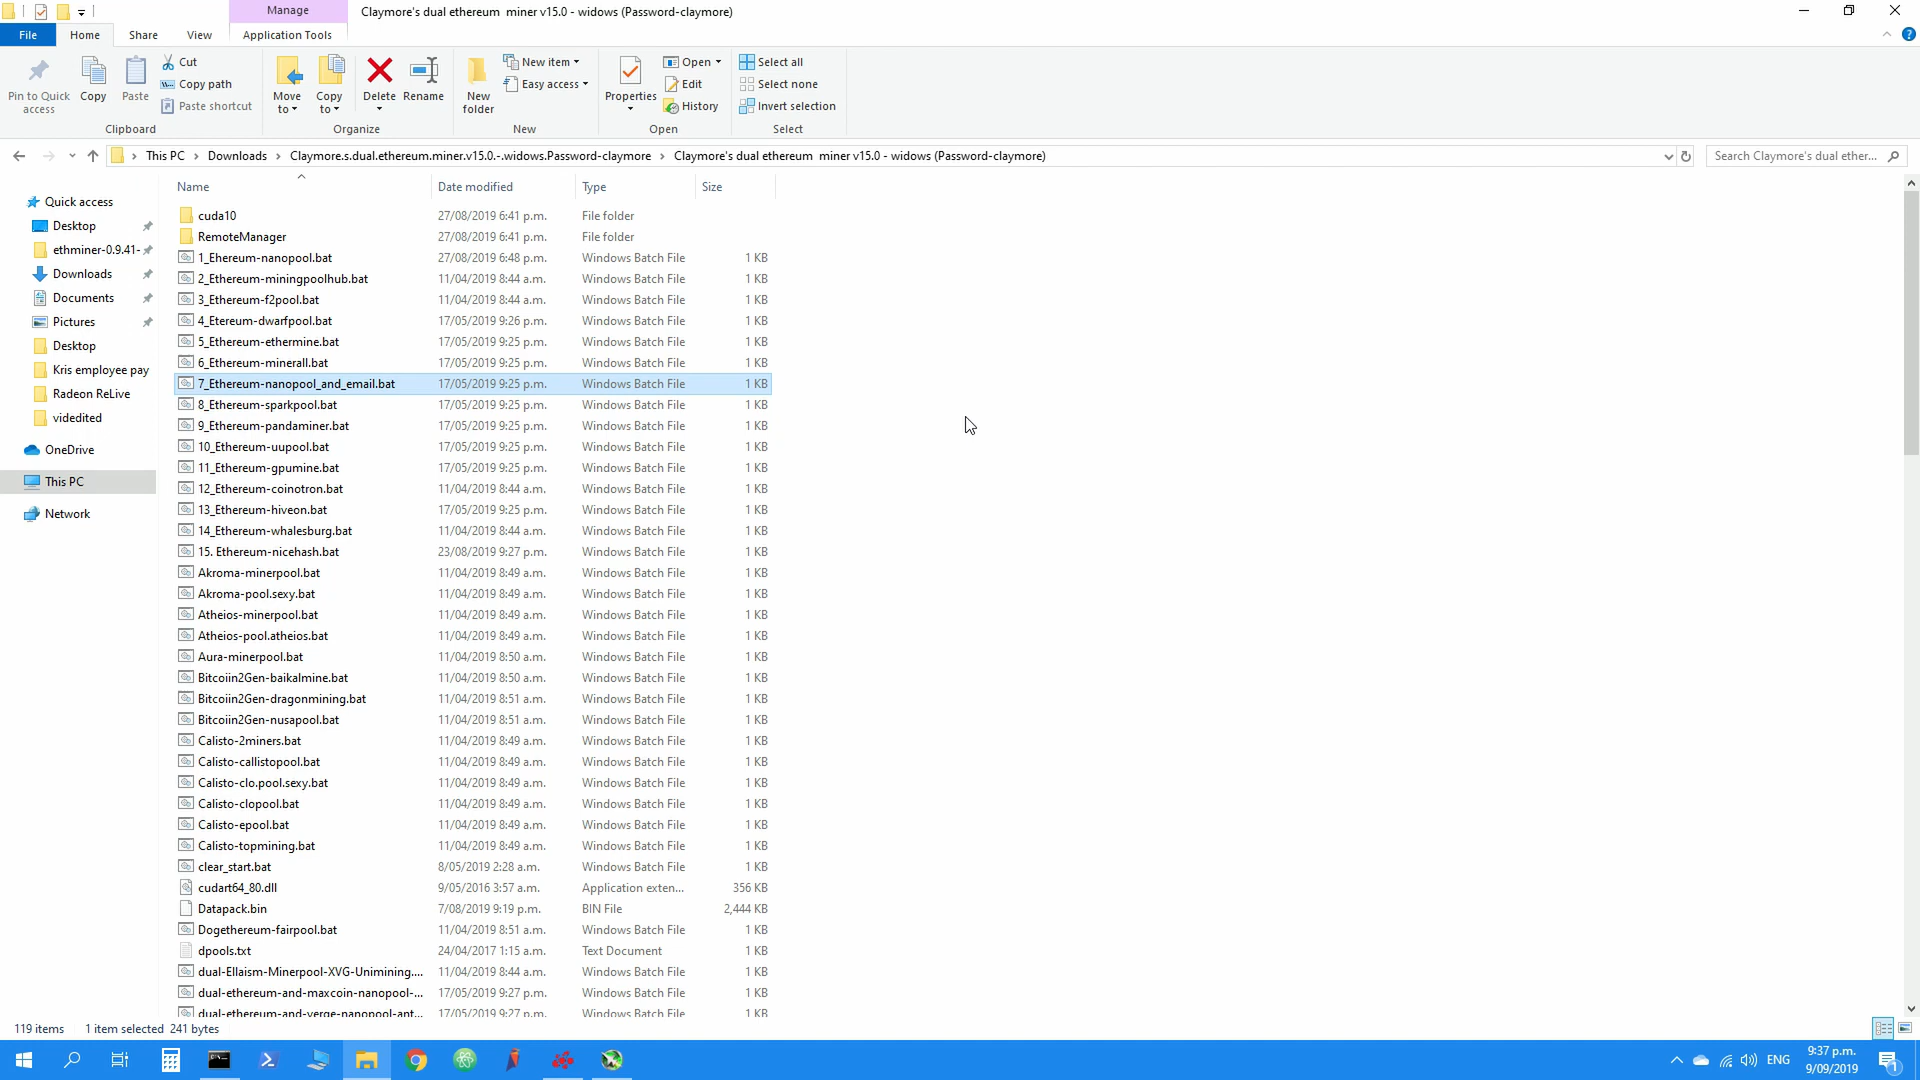 Manage
Claymore's dual ethereum  miner v15.0 - widows (Password-claymore)
File
Home
Share
View
Application Tools
Pin to Quick access
Copy
Paste
Cut
Copy path
Paste shortcut
Clipboard
Move to
Copy to
Delete
Rename
Organize
New folder
New item
Easy access
New
Properties
Open
Edit
History
Open
Select all
Select none
Invert selection
Select
This PC > Downloads > Claymore.s.dual.ethereum.miner.v15.0.-.widows.Password-claymore > Claymore's dual ethereum  miner v15.0 - widows (Password-claymore)
Search Claymore's dual ether...
Quick access
Desktop
ethminer-0.9.41-
Downloads
Documents
Pictures
Desktop
Kris employee pay
Radeon ReLive
videdited
OneDrive
This PC
Network
Name Date modified Type Size
cuda10 27/08/2019 6:41 p.m. File folder
RemoteManager 27/08/2019 6:41 p.m. File folder
1_Ehereum-nanopool.bat 27/08/2019 6:48 p.m. Windows Batch File 1 KB
2_Ethereum-miningpoolhub.bat 11/04/2019 8:44 a.m. Windows Batch File 1 KB
3_Ethereum-f2pool.bat 11/04/2019 8:44 a.m. Windows Batch File 1 KB
4_Etereum-dwarfpool.bat 17/05/2019 9:26 p.m. Windows Batch File 1 KB
5_Ethereum-ethermine.bat 17/05/2019 9:25 p.m. Windows Batch File 1 KB
6_Ethereum-minerall.bat 17/05/2019 9:25 p.m. Windows Batch File 1 KB
7_Ethereum-nanopool_and_email.bat 17/05/2019 9:25 p.m. Windows Batch File 1 KB
8_Ethereum-sparkpool.bat 17/05/2019 9:25 p.m. Windows Batch File 1 KB
9_Ethereum-pandaminer.bat 17/05/2019 9:25 p.m. Windows Batch File 1 KB
10_Ethereum-uupool.bat 17/05/2019 9:25 p.m. Windows Batch File 1 KB
11_Ethereum-gpumine.bat 17/05/2019 9:25 p.m. Windows Batch File 1 KB
12_Ethereum-coinotron.bat 11/04/2019 8:44 a.m. Windows Batch File 1 KB
13_Ethereum-hiveon.bat 17/05/2019 9:25 p.m. Windows Batch File 1 KB
14_Ethereum-whalesburg.bat 11/04/2019 8:44 a.m. Windows Batch File 1 KB
15. Ethereum-nicehash.bat 23/08/2019 9:27 p.m. Windows Batch File 1 KB
Akroma-minerpool.bat 11/04/2019 8:49 a.m. Windows Batch File 1 KB
Akroma-pool.sexy.bat 11/04/2019 8:49 a.m. Windows Batch File 1 KB
Atheios-minerpool.bat 11/04/2019 8:49 a.m. Windows Batch File 1 KB
Atheios-pool.atheios.bat 11/04/2019 8:49 a.m. Windows Batch File 1 KB
Aura-minerpool.bat 11/04/2019 8:50 a.m. Windows Batch File 1 KB
Bitcoiin2Gen-baikalmine.bat 11/04/2019 8:50 a.m. Windows Batch File 1 KB
Bitcoiin2Gen-dragonmining.bat 11/04/2019 8:51 a.m. Windows Batch File 1 KB
Bitcoiin2Gen-nusapool.bat 11/04/2019 8:51 a.m. Windows Batch File 1 KB
Calisto-2miners.bat 11/04/2019 8:49 a.m. Windows Batch File 1 KB
Calisto-callistopool.bat 11/04/2019 8:49 a.m. Windows Batch File 1 KB
Calisto-clo.pool.sexy.bat 11/04/2019 8:49 a.m. Windows Batch File 1 KB
Calisto-clopool.bat 11/04/2019 8:49 a.m. Windows Batch File 1 KB
Calisto-epool.bat 11/04/2019 8:49 a.m. Windows Batch File 1 KB
Calisto-topmining.bat 11/04/2019 8:49 a.m. Windows Batch File 1 KB
clear_start.bat 8/05/2019 2:28 a.m. Windows Batch File 1 KB
cudart64_80.dll 9/05/2016 3:57 a.m. Application exten... 356 KB
Datapack.bin 7/08/2019 9:19 p.m. BIN File 2,444 KB
Dogethereum-fairpool.bat 11/04/2019 8:51 a.m. Windows Batch File 1 KB
dpools.txt 24/04/2017 1:15 a.m. Text Document 1 KB
dual-Ellaism-Minerpool-XVG-Unimining.... 11/04/2019 8:44 a.m. Windows Batch File 1 KB
dual-ethereum-and-maxcoin-nanopool-... 17/05/2019 9:27 p.m. Windows Batch File 1 KB
dual-ethereum-and-verge-nanopool-ant... 17/05/2019 9:27 p.m. Windows Batch File 1 KB
119 items 1 item selected 241 bytes
ENG
9:37 p.m.
9/09/2019
1